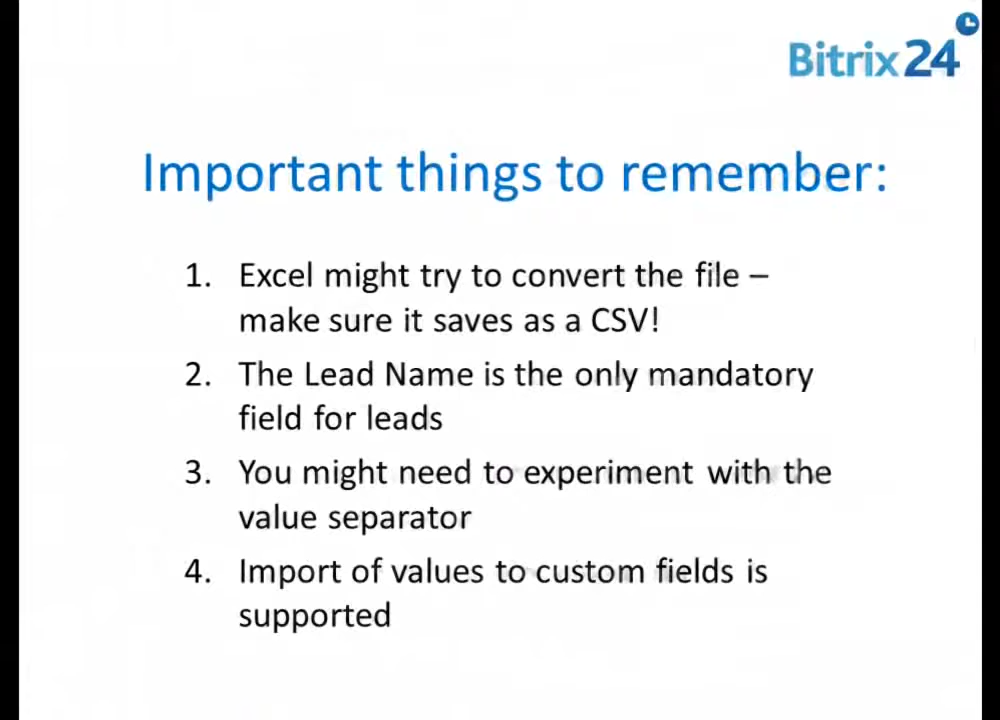 Bitrix24
Important things to remember:
1. Excel might try to convert the file –
make sure it saves as a CSV!
2. The Lead Name is the only mandatory
field for leads
3. You might need to experiment with the
value separator
4. Import of values to custom fields is
supported